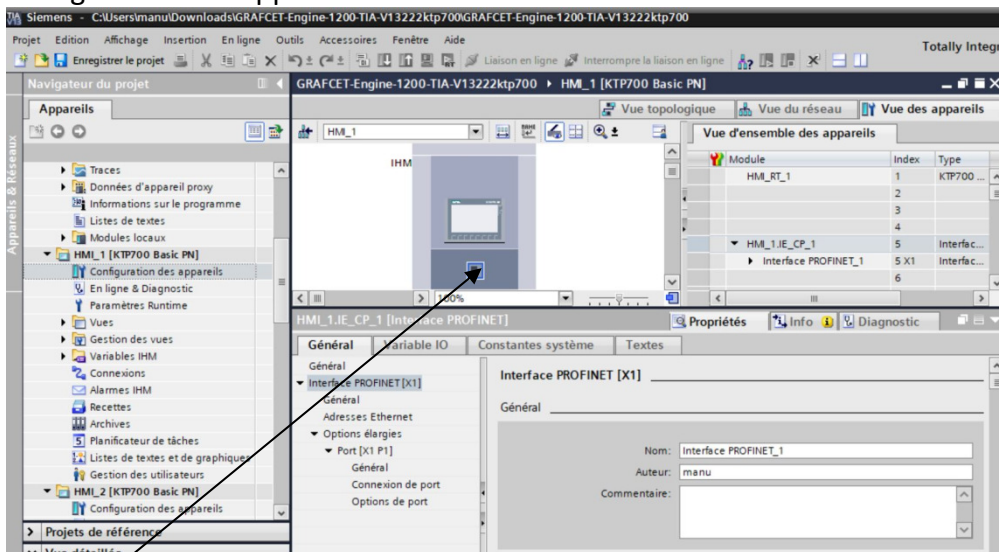 Siemens - C:\Users\manu\Downloads\GRAFCET-Engine-1200-TIA-V13222ktp700\GRAFCET-Engine-1200-TIA-V13222ktp700
Projet Edition Affichage Insertion En ligne Outils Accessoires Fenêtre Aide
Totally Integr
Enregistrer le projet Liaison en ligne Interrompre la liaison en ligne
Navigateur du projet
GRAFCET-Engine-1200-TIA-V13222ktp700 HMI_1 [KTP700 Basic PN]
Appareils
Vue topologique Vue du réseau Vue des appareils
HMI_1
Vue d'ensemble des appareils
Appareils & Réseaux
IHM
Module Index Type
HMI_RT_1 1 KTP700 ...
2
3
4
HMI_1.IE_CP_1 5 Interfac...
Interface PROFINET_1 5 X1 Interfac...
6
100%
Traces
Données d'appareil proxy
Informations sur le programme
Listes de textes
Modules locaux
HMI_1 [KTP700 Basic PN]
Configuration des appareils
En ligne & Diagnostic
Paramètres Runtime
Vues
Gestion des vues
Variables IHM
Connexions
Alarmes IHM
Recettes
Archives
Planificateur de tâches
Listes de textes et de graphiques
Gestion des utilisateurs
HMI_2 [KTP700 Basic PN]
Configuration des appareils
Projets de référence
Vue détaillée
HMI_1.IE_CP_1 [Interface PROFINET]
Propriétés Info Diagnostic
Général Variable IO Constantes système Textes
Général
Interface PROFINET [X1]
Général
Adresses Ethernet
Options élargies
Port [X1 P1]
Général
Connexion de port
Options de port
Interface PROFINET [X1]
Général
Nom: Interface PROFINET_1
Auteur: manu
Commentaire: